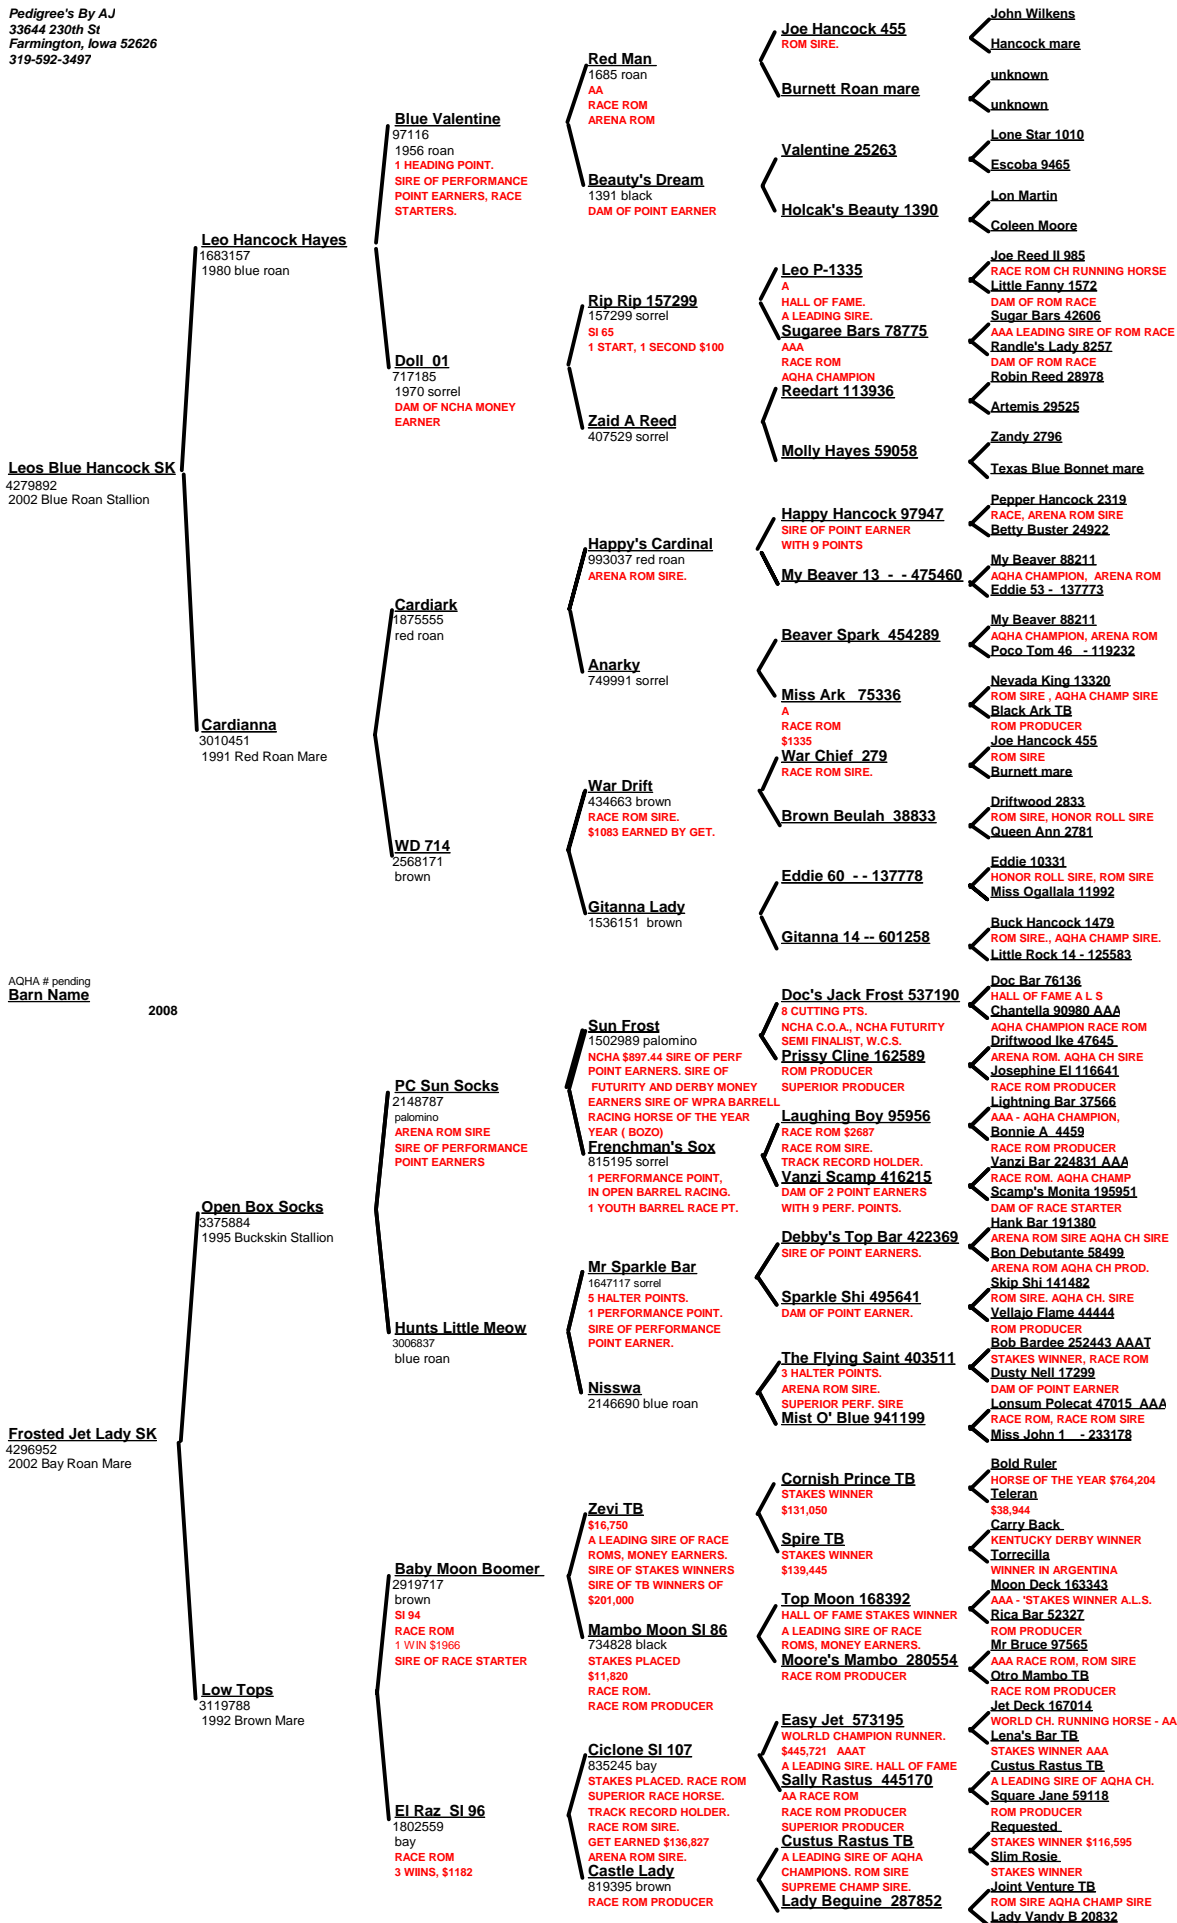 Pedigree's By AJ
33644 230th St
Farmington, Iowa 52626
319-592-3497
AQHA # pending
Barn Name
2008
Leos Blue Hancock SK
4279892
2002 Blue Roan Stallion
Frosted Jet Lady SK
4296952
2002 Bay Roan Mare
Leo Hancock Hayes
1683157
1980 blue roan
Cardianna
3010451
1991 Red Roan Mare
Open Box Socks
3375884
1995 Buckskin Stallion
Low Tops
3119788
1992 Brown Mare
Blue Valentine
97116
1956 roan
1 HEADING POINT.
SIRE OF PERFORMANCE
POINT EARNERS, RACE
STARTERS.
Doll 01
717185
1970 sorrel
DAM OF NCHA MONEY
EARNER
Cardiark
1875555
red roan
WD 714
2568171
brown
PC Sun Socks
2148787
palomino
ARENA ROM SIRE
SIRE OF PERFORMANCE
POINT EARNERS
Hunts Little Meow
3006837
blue roan
Baby Moon Boomer
2919717
brown
SI 94
RACE ROM
1 WIN $1966
SIRE OF RACE STARTER
El Raz SI 96
1802559
bay
RACE ROM
3 WIINS, $1182
Red Man
1685 roan
AA
RACE ROM
ARENA ROM
Beauty's Dream
1391 black
DAM OF POINT EARNER
Rip Rip 157299
157299 sorrel
SI 65
1 START, 1 SECOND $100
Zaid A Reed
407529 sorrel
Happy's Cardinal
993037 red roan
ARENA ROM SIRE.
Anarky
749991 sorrel
War Drift
434663 brown
RACE ROM SIRE.
$1083 EARNED BY GET.
Gitanna Lady
1536151 brown
Sun Frost
1502989 palomino
NCHA $897.44 SIRE OF PERF
POINT EARNERS. SIRE OF
FUTURITY AND DERBY MONEY
EARNERS SIRE OF WPRA BARRELL
RACING HORSE OF THE YEAR
YEAR ( BOZO)
Frenchman's Sox
815195 sorrel
1 PERFORMANCE POINT,
IN OPEN BARREL RACING.
1 YOUTH BARREL RACE PT.
Mr Sparkle Bar
1647117 sorrel
5 HALTER POINTS.
1 PERFORMANCE POINT.
SIRE OF PERFORMANCE
POINT EARNER.
Nisswa
2146690 blue roan
Zevi TB
$16,750
A LEADING SIRE OF RACE
ROMS, MONEY EARNERS.
SIRE OF STAKES WINNERS
SIRE OF TB WINNERS OF
$201,000
Mambo Moon SI 86
734828 black
STAKES PLACED
$11,820
RACE ROM.
RACE ROM PRODUCER
Ciclone SI 107
835245 bay
STAKES PLACED. RACE ROM
SUPERIOR RACE HORSE.
TRACK RECORD HOLDER.
RACE ROM SIRE.
GET EARNED $136,827
ARENA ROM SIRE.
Castle Lady
819395 brown
RACE ROM PRODUCER
Joe Hancock 455
ROM SIRE.
Burnett Roan mare
Valentine 25263
Holcak's Beauty 1390
Leo P-1335
A
HALL OF FAME.
A LEADING SIRE.
Sugaree Bars 78775
AAA
RACE ROM
AQHA CHAMPION
Reedart 113936
Molly Hayes 59058
Happy Hancock 97947
SIRE OF POINT EARNER
WITH 9 POINTS
My Beaver 13 - - 475460
Beaver Spark 454289
Miss Ark 75336
A
RACE ROM
$1335
War Chief 279
RACE ROM SIRE.
Brown Beulah 38833
Eddie 60 - - 137778
Gitanna 14 -- 601258
Doc's Jack Frost 537190
8 CUTTING PTS.
NCHA C.O.A., NCHA FUTURITY
SEMI FINALIST, W.C.S.
Prissy Cline 162589
ROM PRODUCER
SUPERIOR PRODUCER
Laughing Boy 95956
RACE ROM $2687
RACE ROM SIRE.
TRACK RECORD HOLDER.
Vanzi Scamp 416215
DAM OF 2 POINT EARNERS
WITH 9 PERF. POINTS.
Debby's Top Bar 422369
SIRE OF POINT EARNERS.
Sparkle Shi 495641
DAM OF POINT EARNER.
The Flying Saint 403511
3 HALTER POINTS.
ARENA ROM SIRE.
SUPERIOR PERF. SIRE
Mist O' Blue 941199
Cornish Prince TB
STAKES WINNER
$131,050
Spire TB
STAKES WINNER
$139,445
Top Moon 168392
HALL OF FAME STAKES WINNER
A LEADING SIRE OF RACE
ROMS, MONEY EARNERS.
Moore's Mambo 280554
RACE ROM PRODUCER
Easy Jet 573195
WOLRLD CHAMPION RUNNER.
$445,721 AAAT
A LEADING SIRE. HALL OF FAME
Sally Rastus 445170
AA RACE ROM
RACE ROM PRODUCER
SUPERIOR PRODUCER
Custus Rastus TB
A LEADING SIRE OF AQHA
CHAMPIONS. ROM SIRE
SUPREME CHAMP SIRE.
Lady Beguine 287852
John Wilkens
Hancock mare
unknown
unknown
Lone Star 1010
Escoba 9465
Lon Martin
Coleen Moore
Joe Reed II 985
RACE ROM CH RUNNING HORSE
Little Fanny 1572
DAM OF ROM RACE
Sugar Bars 42606
AAA LEADING SIRE OF ROM RACE
Randle's Lady 8257
DAM OF ROM RACE
Robin Reed 28978
Artemis 29525
Zandy 2796
Texas Blue Bonnet mare
Pepper Hancock 2319
RACE, ARENA ROM SIRE
Betty Buster 24922
My Beaver 88211
AQHA CHAMPION, ARENA ROM
Eddie 53 - 137773
My Beaver 88211
AQHA CHAMPION, ARENA ROM
Poco Tom 46 - 119232
Nevada King 13320
ROM SIRE , AQHA CHAMP SIRE
Black Ark TB
ROM PRODUCER
Joe Hancock 455
ROM SIRE
Burnett mare
Driftwood 2833
ROM SIRE, HONOR ROLL SIRE
Queen Ann 2781
Eddie 10331
HONOR ROLL SIRE, ROM SIRE
Miss Ogallala 11992
Buck Hancock 1479
ROM SIRE., AQHA CHAMP SIRE.
Little Rock 14 - 125583
Doc Bar 76136
HALL OF FAME A L S
Chantella 90980 AAA
AQHA CHAMPION RACE ROM
Driftwood Ike 47645
ARENA ROM. AQHA CH SIRE
Josephine El 116641
RACE ROM PRODUCER
Lightning Bar 37566
AAA - AQHA CHAMPION,
Bonnie A 4459
RACE ROM PRODUCER
Vanzi Bar 224831 AAA
RACE ROM. AQHA CHAMP
Scamp's Monita 195951
DAM OF RACE STARTER
Hank Bar 191380
ARENA ROM SIRE AQHA CH SIRE
Bon Debutante 58499
ARENA ROM AQHA CH PROD.
Skip Shi 141482
ROM SIRE. AQHA CH. SIRE
Vellajo Flame 44444
ROM PRODUCER
Bob Bardee 252443 AAAT
STAKES WINNER, RACE ROM
Dusty Nell 17299
DAM OF POINT EARNER
Lonsum Polecat 47015 AAA
RACE ROM, RACE ROM SIRE
Miss John 1 - 233178
Bold Ruler
HORSE OF THE YEAR $764,204
Teleran
$38,944
Carry Back
KENTUCKY DERBY WINNER
Torrecilla
WINNER IN ARGENTINA
Moon Deck 163343
AAA - 'STAKES WINNER A.L.S.
Rica Bar 52327
ROM PRODUCER
Mr Bruce 97565
AAA RACE ROM, ROM SIRE
Otro Mambo TB
RACE ROM PRODUCER
Jet Deck 167014
WORLD CH. RUNNING HORSE - AA
Lena's Bar TB
STAKES WINNER AAA
Custus Rastus TB
A LEADING SIRE OF AQHA CH.
Square Jane 59118
ROM PRODUCER
Requested
STAKES WINNER $116,595
Slim Rosie
STAKES WINNER
Joint Venture TB
ROM SIRE AQHA CHAMP SIRE
Lady Vandy B 20832